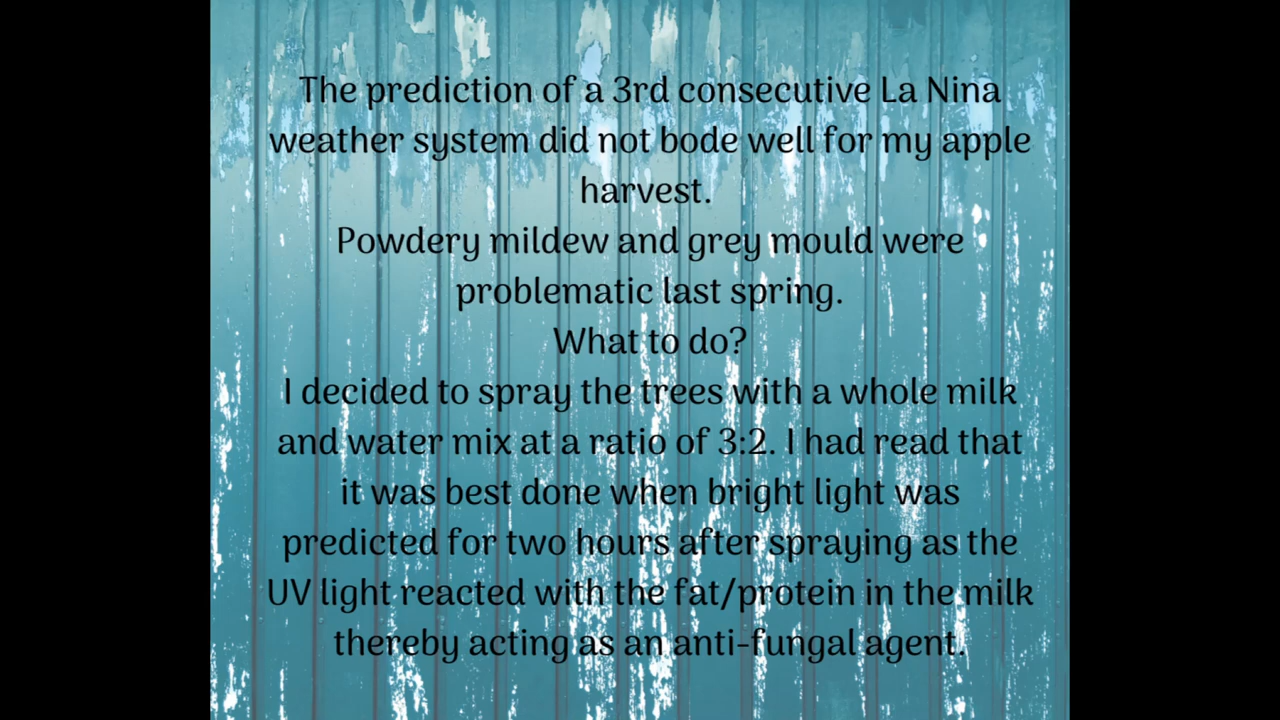 The prediction of a 3rd consecutive La Nina
weather system did not bode well for my apple
harvest.
Powdery mildew and grey mould were
problematic last spring.
What to do?
I decided to spray the trees with a whole milk
and water mix at a ratio of 3:2. I had read that
it was best done when bright light was
predicted for two hours after spraying as the
UV light reacted with the fat/protein in the milk
thereby acting as an anti-fungal agent.